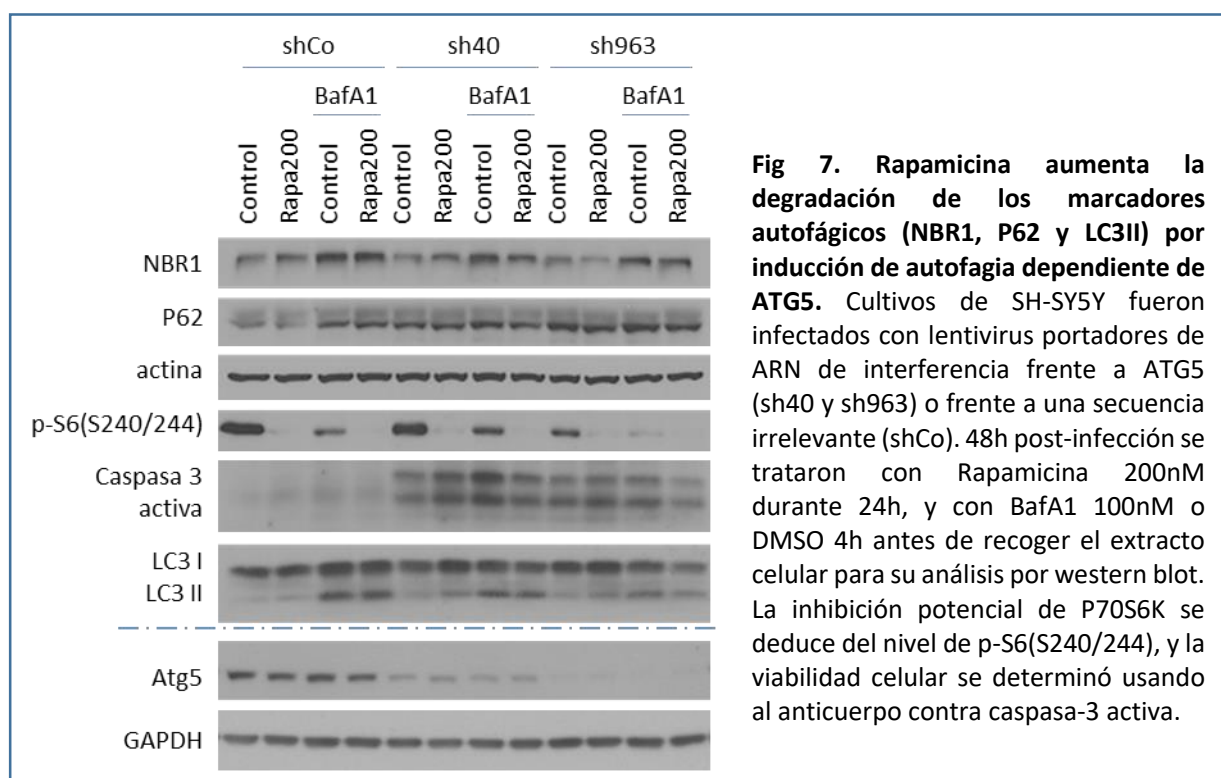 shCo sh40 sh963
BafA1 BafA1 BafA1
Control Rapa200 Control Rapa200 Control Rapa200 Control Rapa200 Control Rapa200 Control Rapa200
NBR1
P62
actina
p-S6(S240/244)
Caspasa 3
activa
LC3 I
LC3 II
Atg5
GAPDH
Fig 7. Rapamicina aumenta la
degradación de los marcadores
autofágicos (NBR1, P62 y LC3II) por
inducción de autofagia dependiente de
ATG5. Cultivos de SH-SY5Y fueron
infectados con lentivirus portadores de
ARN de interferencia frente a ATG5
(sh40 y sh963) o frente a una secuencia
irrelevante (shCo). 48h post-infección se
trataron con Rapamicina 200nM
durante 24h, y con BafA1 100nM o
DMSO 4h antes de recoger el extracto
celular para su análisis por western blot.
La inhibición potencial de P70S6K se
deduce del nivel de p-S6(S240/244), y la
viabilidad celular se determinó usando
al anticuerpo contra caspasa-3 activa.